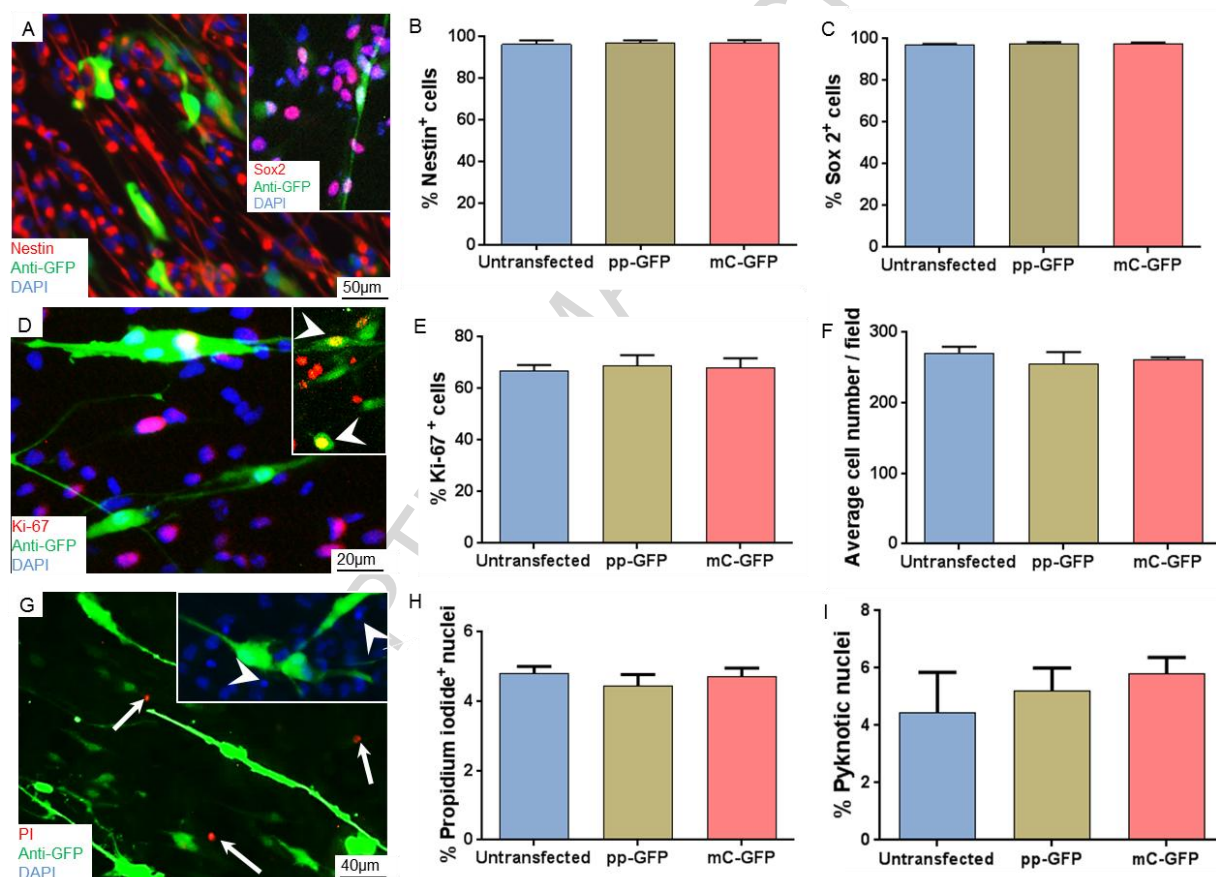 A
Sox2
Anti-GFP
DAPI
Nestin
Anti-GFP
DAPI
50µm
B
% Nestin⁺ cells
100
80
60
40
20
0
Untransfected pp-GFP mC-GFP
C
% Sox 2⁺ cells
100
80
60
40
20
0
Untransfected pp-GFP mC-GFP
D
Ki-67
Anti-GFP
DAPI
20µm
E
% Ki-67 ⁺ cells
80
60
40
20
0
Untransfected pp-GFP mC-GFP
F
Average cell number / field
300
200
100
0
Untransfected pp-GFP mC-GFP
G
PI
Anti-GFP
DAPI
40µm
H
% Propidium iodide⁺ nuclei
6
4
2
0
Untransfected pp-GFP mC-GFP
I
% Pyknotic nuclei
8
6
4
2
0
Untransfected pp-GFP mC-GFP